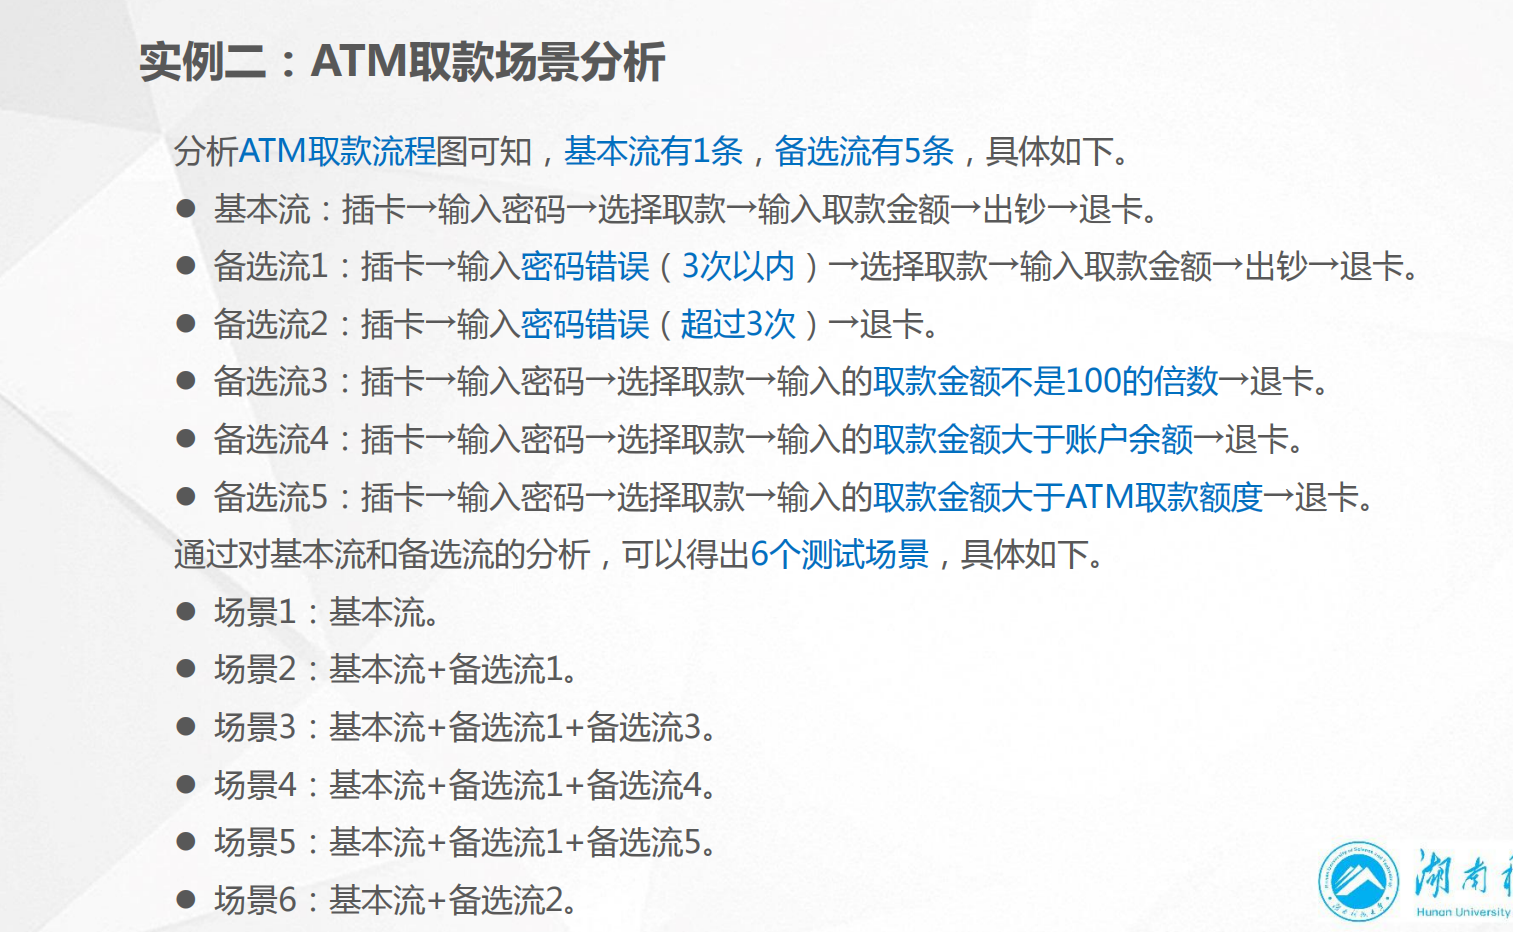 实例二：ATM取款场景分析
分析ATM取款流程图可知，基本流有1条，备选流有5条，具体如下。
● 基本流：插卡→输入密码→选择取款→输入取款金额→出钞→退卡。
● 备选流1：插卡→输入密码错误（3次以内）→选择取款→输入取款金额→出钞→退卡。
● 备选流2：插卡→输入密码错误（超过3次）→退卡。
● 备选流3：插卡→输入密码→选择取款→输入的取款金额不是100的倍数→退卡。
● 备选流4：插卡→输入密码→选择取款→输入的取款金额大于账户余额→退卡。
● 备选流5：插卡→输入密码→选择取款→输入的取款金额大于ATM取款额度→退卡。
通过对基本流和备选流的分析，可以得出6个测试场景，具体如下。
● 场景1：基本流。
● 场景2：基本流+备选流1。
● 场景3：基本流+备选流1+备选流3。
● 场景4：基本流+备选流1+备选流4。
● 场景5：基本流+备选流1+备选流5。
● 场景6：基本流+备选流2。
湖南
Hunan University